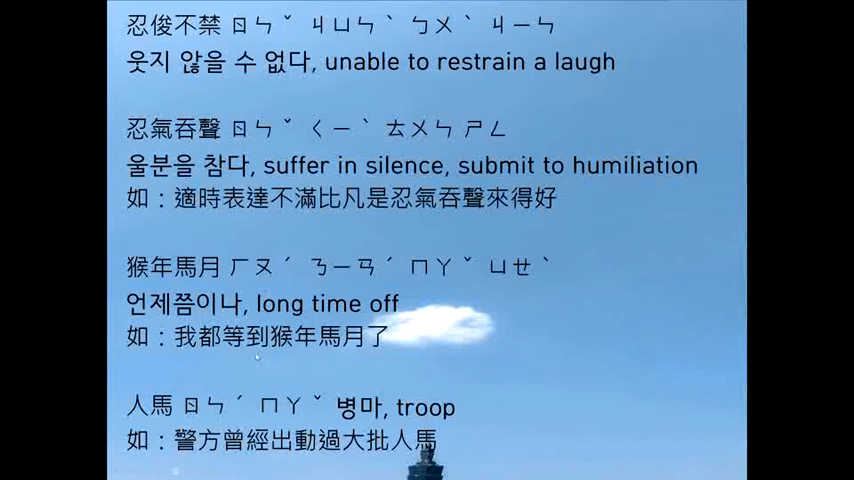 忍俊不禁 ㄖㄣˇ ㄐㄩㄣˋ ㄅㄨˋ ㄐㄧㄣ
웃지 않을 수 없다, unable to restrain a laugh
忍氣吞聲 ㄖㄣˇ ㄑㄧˋ ㄊㄨㄣ ㄕㄥ
울분을 참다, suffer in silence, submit to humiliation
如：適時表達不滿比凡是忍氣吞聲來得好
猴年馬月 ㄏㄡˊ ㄋㄧㄢˊ ㄇㄚˇ ㄩㄝˋ
언제쯤이나, long time off
如：我都等到猴年馬月了
人馬 ㄖㄣˊ ㄇㄚˇ 병마, troop
如：警方曾經出動過大批人馬